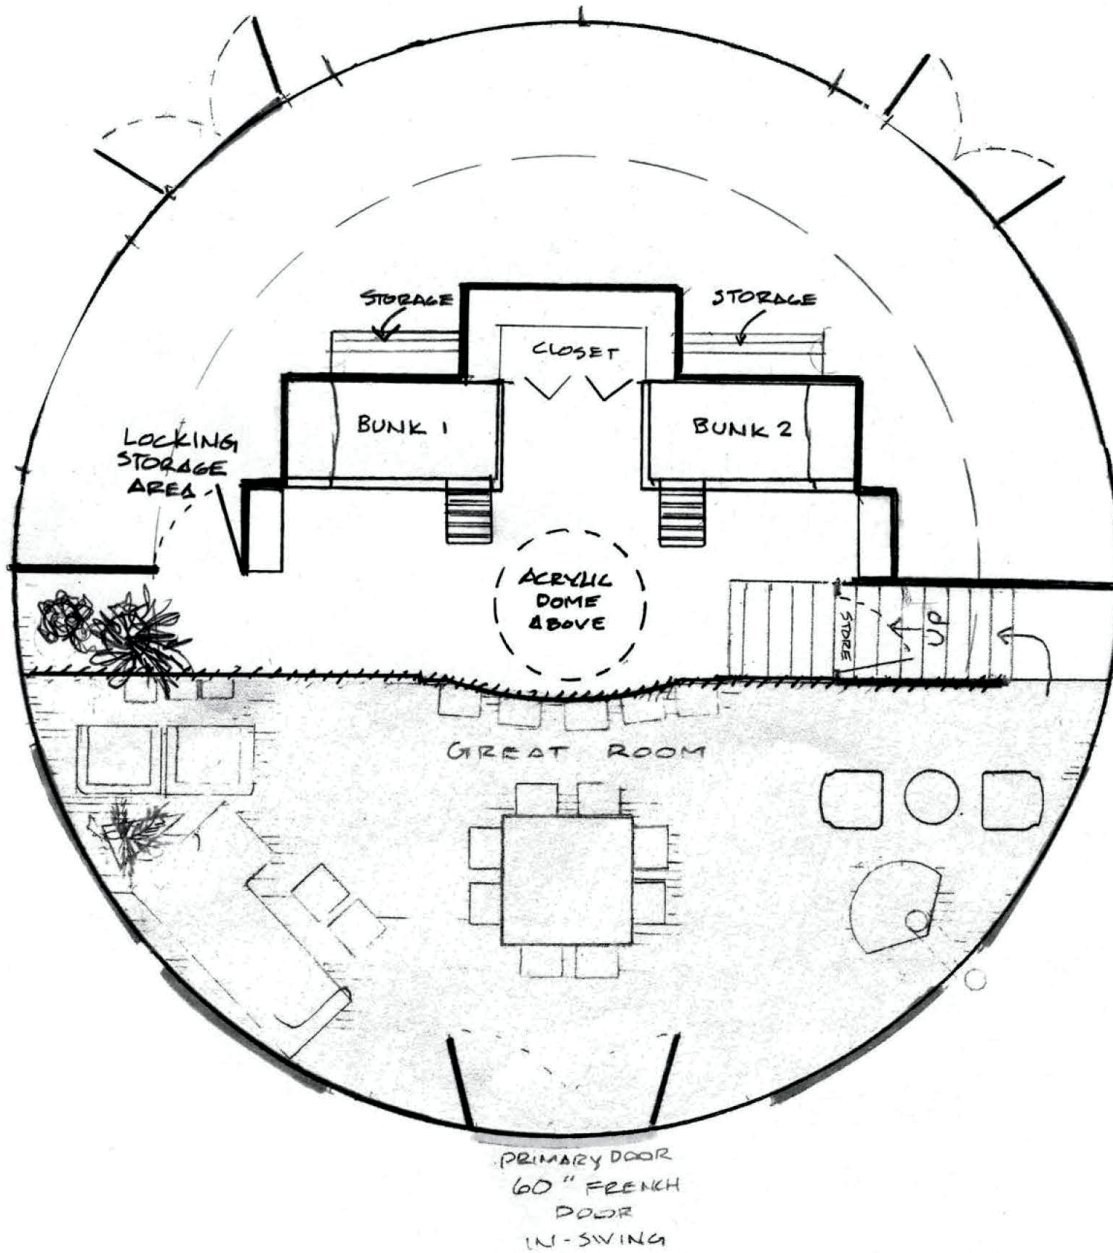 STORAGE
STORAGE
CLOSET
BUNK 1
BUNK 2
LOCKING
STORAGE
AREA
ACRYLIC
DOME
ABOVE
STORE
UP
GREAT ROOM
PRIMARY DOOR
60" FRENCH
DOOR
IN-SWING